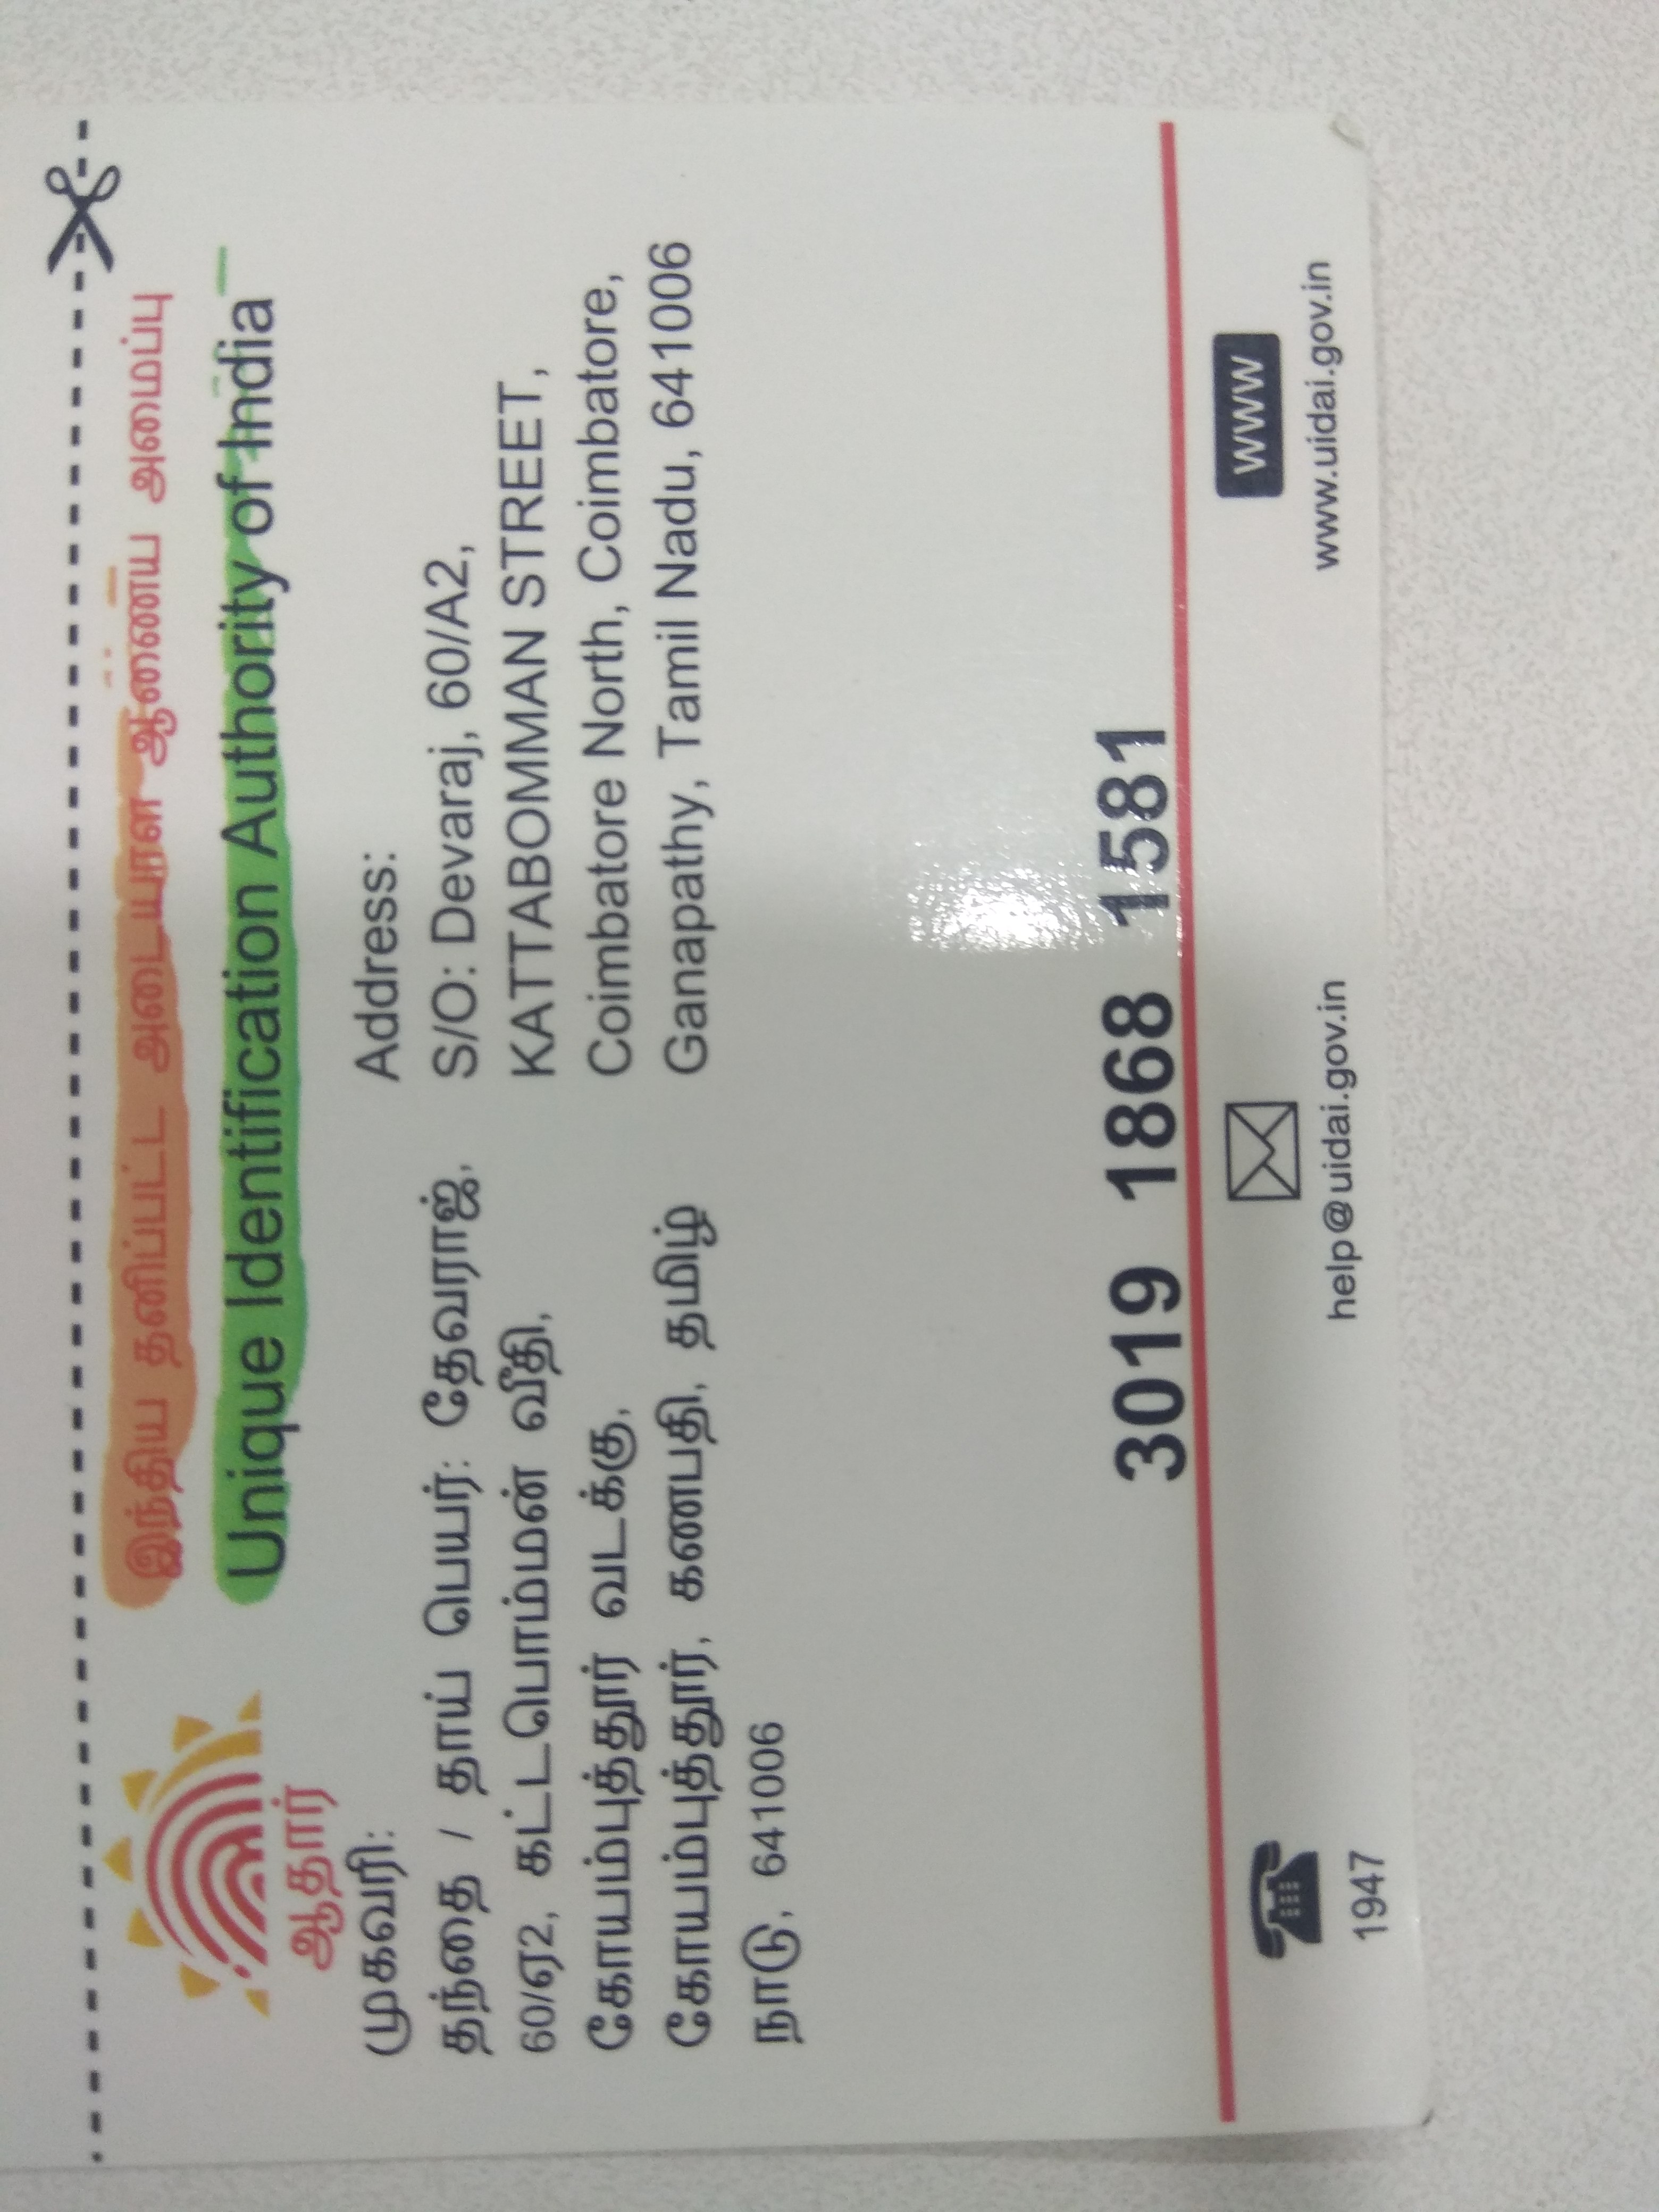 இந்திய தனிப்பட்ட அடையாள ஆணைய அமைப்பு
Unique Identification Authority of India
ஆதார்
முகவரி:
தந்தை / தாய் பெயர்: தேவராஜ்,
60/ஏ2, கட்டபொம்மன் வீதி,
கோயம்புத்தூர் வடக்கு,
கோயம்புத்தூர், கணபதி, தமிழ்
நாடு, 641006
Address:
S/O: Devaraj, 60/A2,
KATTABOMMAN STREET,
Coimbatore North, Coimbatore,
Ganapathy, Tamil Nadu, 641006
3019 1868 1581
1947
help@uidai.gov.in
WWW
www.uidai.gov.in